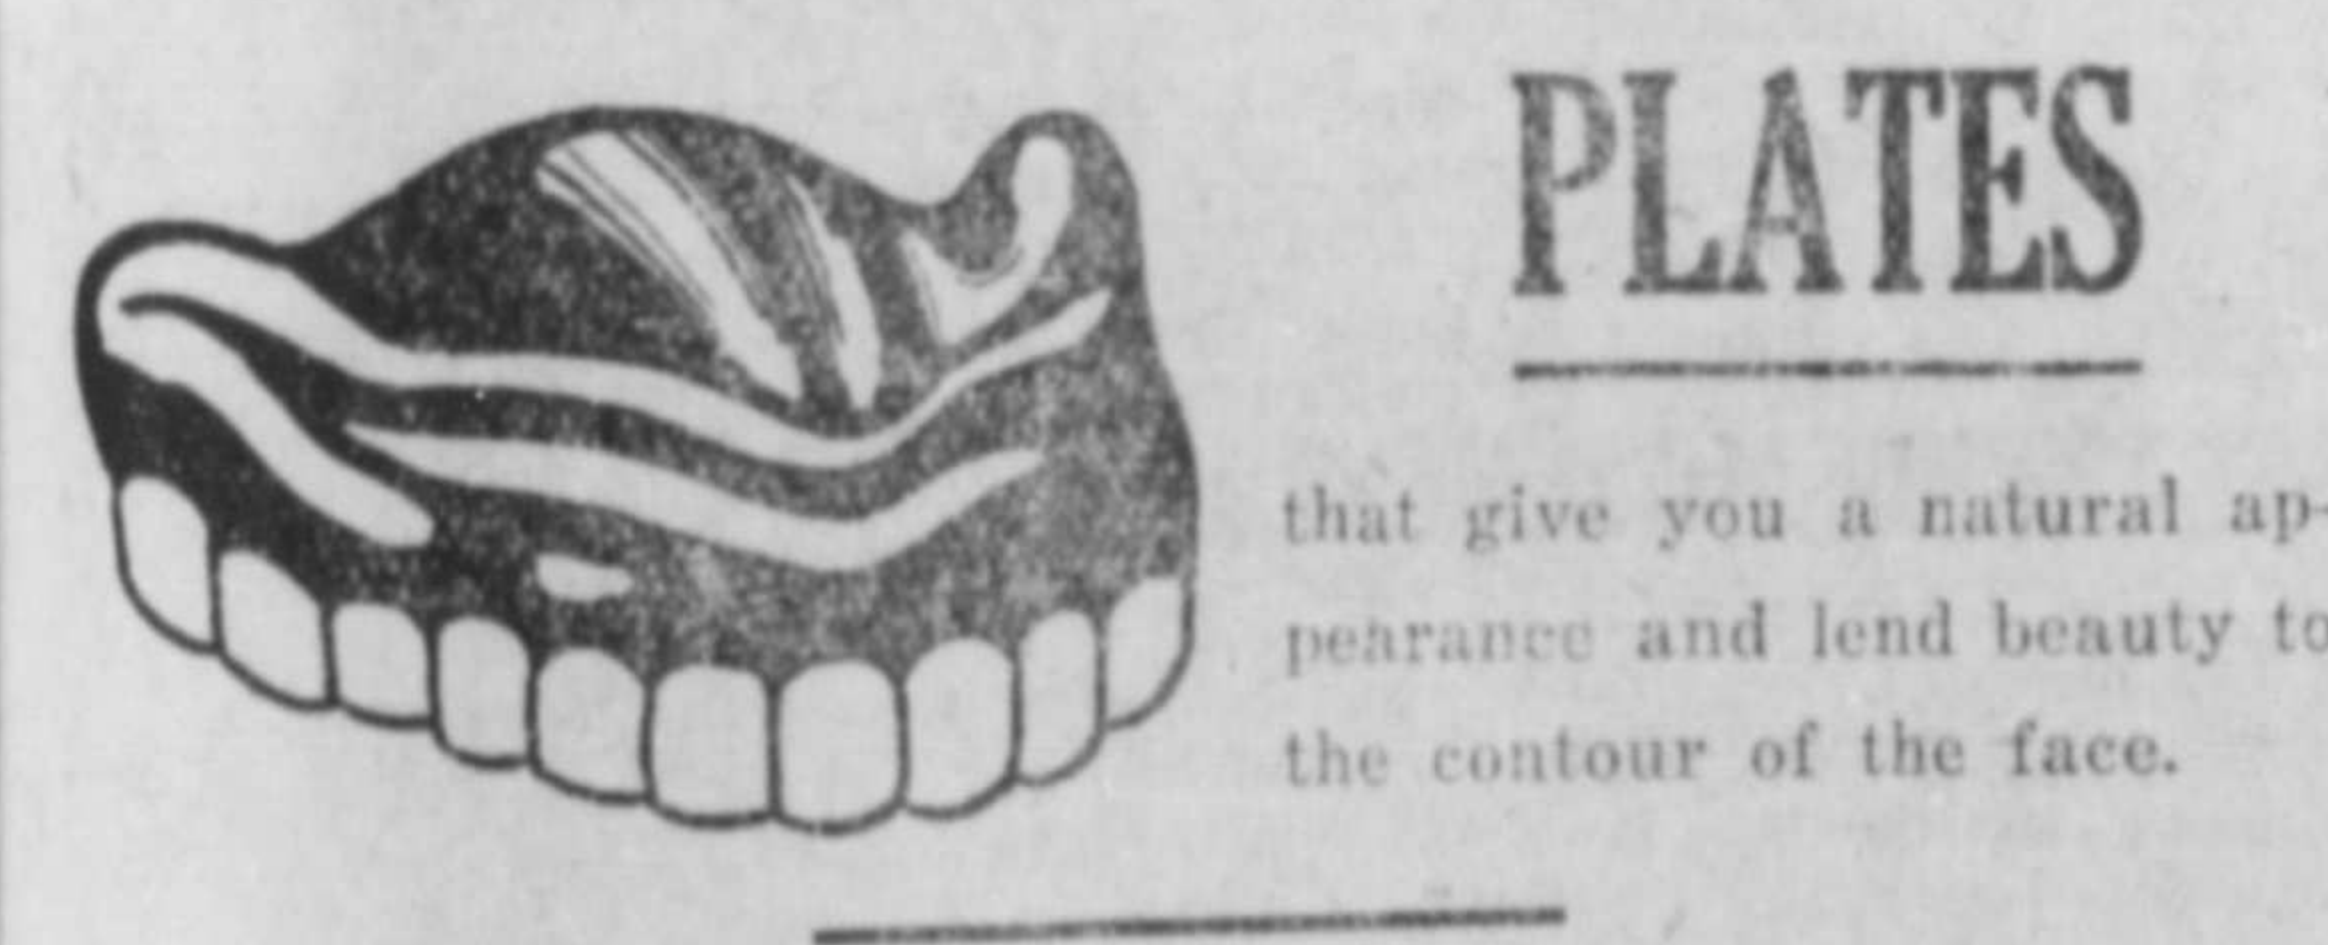 PLATES
that give you a natural ap-
pearance and lend beauty to
the contour of the face.